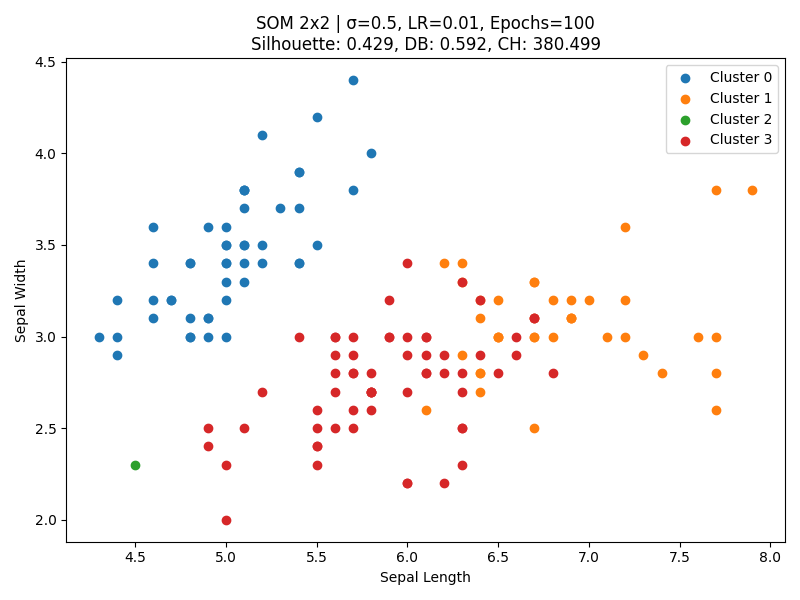 SOM 2x2 | σ=0.5, LR=0.01, Epochs=100
Silhouette: 0.429, DB: 0.592, CH: 380.499
Cluster 0
Cluster 1
Cluster 2
Cluster 3
Sepal Width
4.5
4.0
3.5
3.0
2.5
2.0
4.5 5.0 5.5 6.0 6.5 7.0 7.5 8.0
Sepal Length